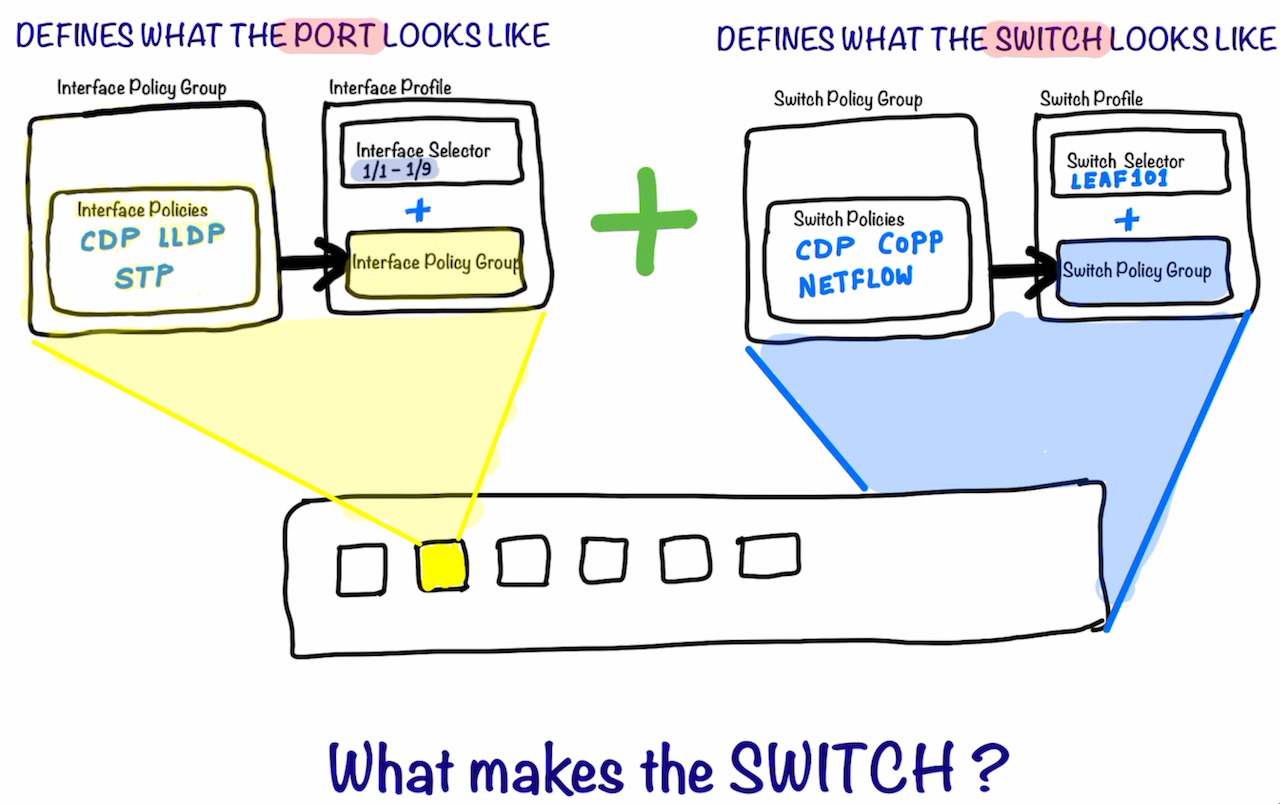 DEFINES WHAT THE PORT LOOKS LIKE
Interface Policy Group
Interface Policies
CDP LLDP
STP
Interface Profile
Interface Selector
1/1 - 1/9
+
Interface Policy Group
+
DEFINES WHAT THE SWITCH LOOKS LIKE
Switch Policy Group
Switch Policies
CDP CoPP
NETFLOW
Switch Profile
Switch Selector
LEAF101
+
Switch Policy Group
What makes the SWITCH ?